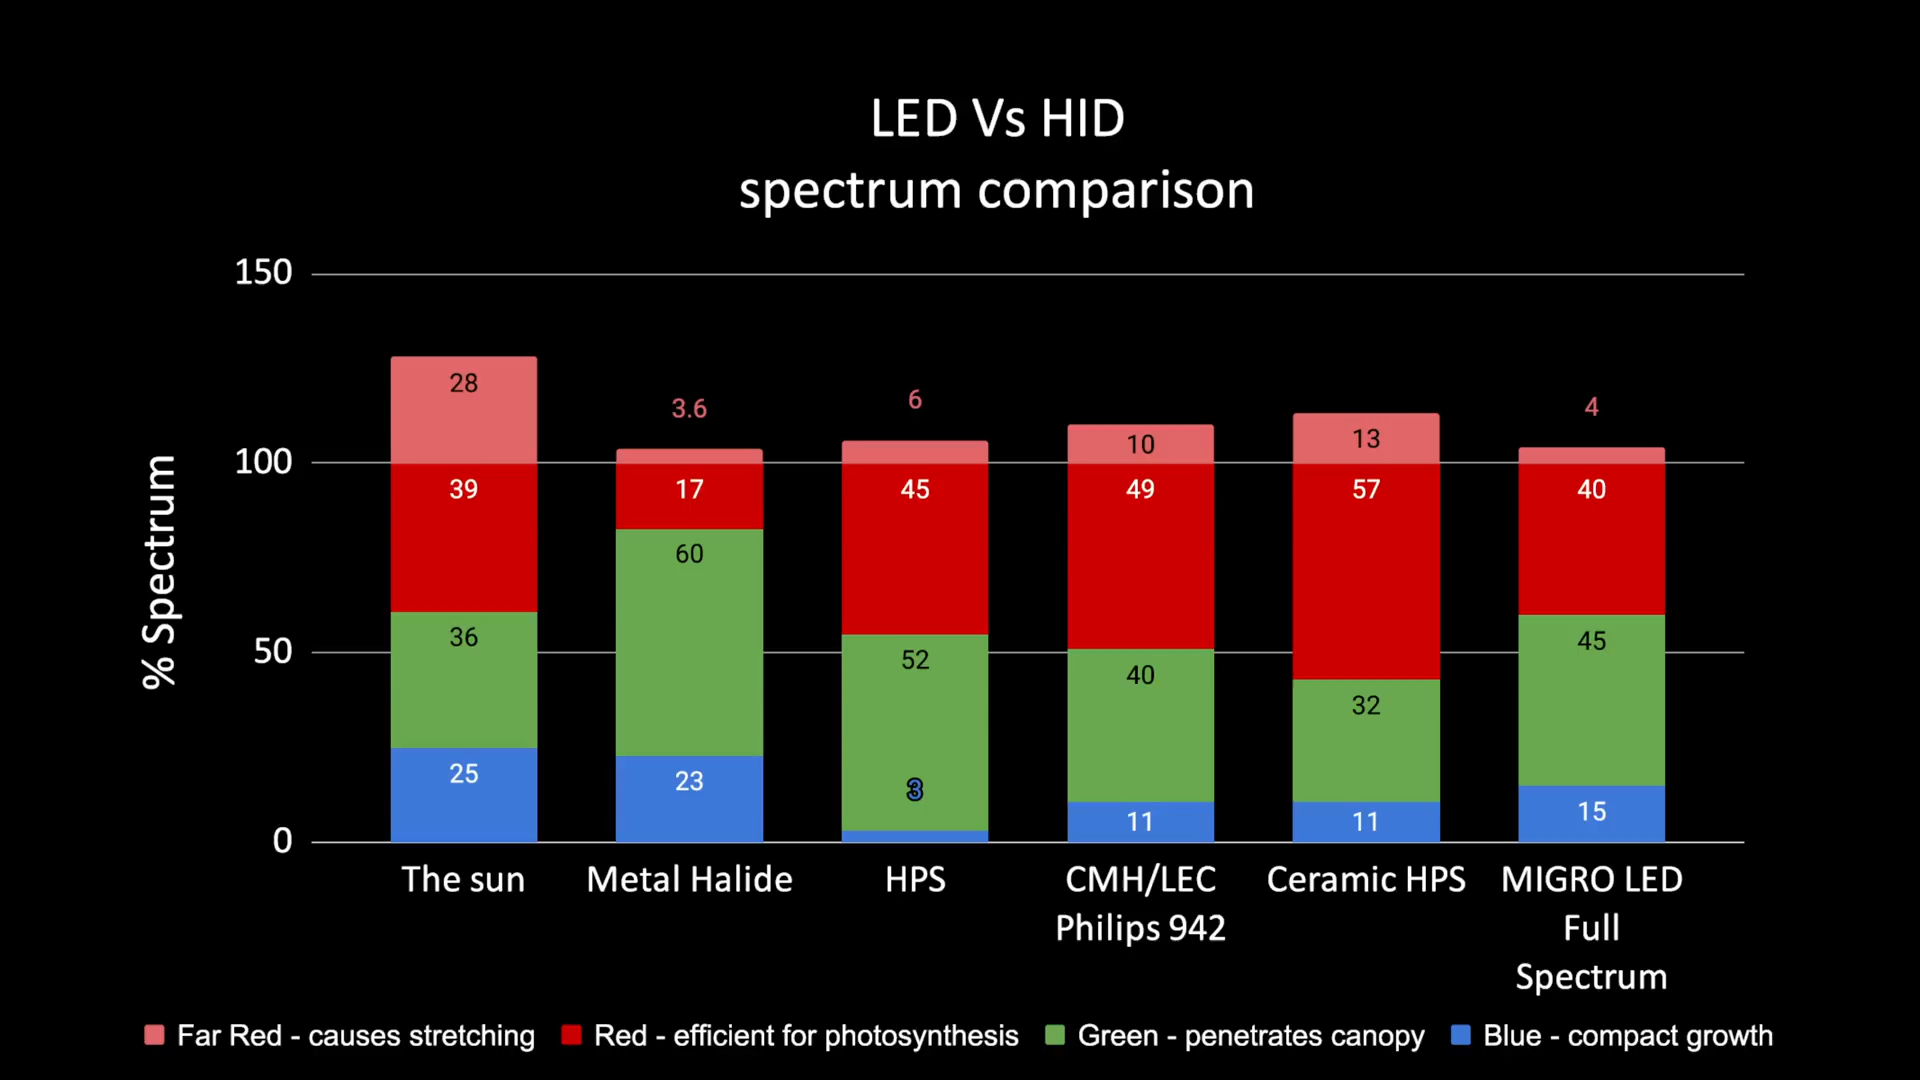 LED Vs HID
spectrum comparison
% Spectrum
150
100
50
0
28
39
36
25
3.6
17
60
23
6
45
52
3
10
49
40
11
13
57
32
11
4
40
45
15
The sun
Metal Halide
HPS
CMH/LEC
Philips 942
Ceramic HPS
MIGRO LED
Full
Spectrum
Far Red - causes stretching
Red - efficient for photosynthesis
Green - penetrates canopy
Blue - compact growth